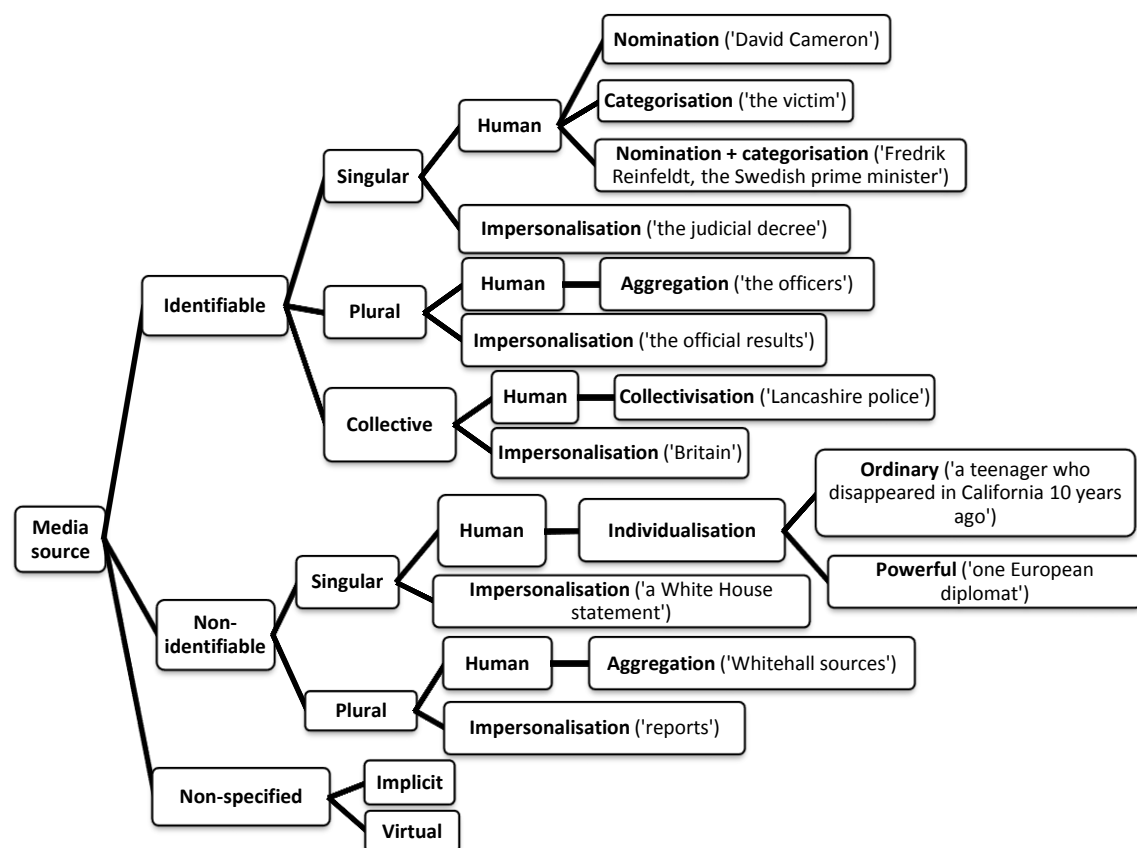 Nomination ('David Cameron')
Categorisation ('the victim')
Human
Nomination + categorisation ('Fredrik
Reinfeldt, the Swedish prime minister')
Singular
Impersonalisation ('the judicial decree')
Identifiable
Human
Aggregation ('the officers')
Plural
Impersonalisation ('the official results')
Human
Collectivisation ('Lancashire police')
Collective
Impersonalisation ('Britain')
Media
source
Ordinary ('a teenager who
disappeared in California 10 years
ago')
Human
Individualisation
Powerful ('one European
diplomat')
Singular
Impersonalisation ('a White House
statement')
Non-
identifiable
Human
Aggregation ('Whitehall sources')
Plural
Impersonalisation ('reports')
Non-specified
Implicit
Virtual